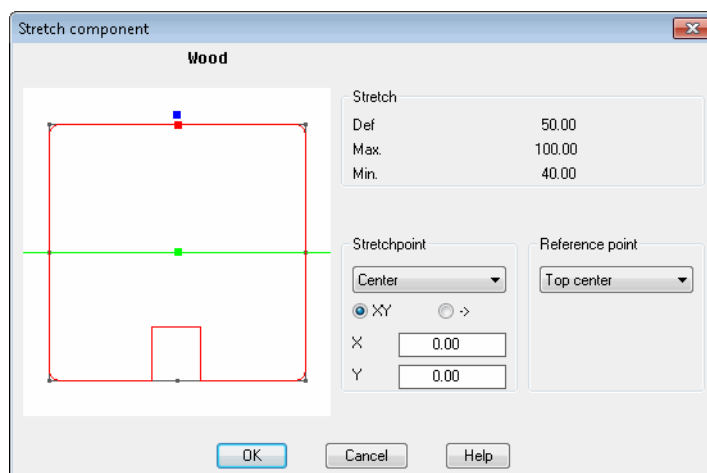 Stretch component
Wood
Stretch
Def 50.00
Max. 100.00
Min. 40.00
Stretchpoint
Center
XY ->
X 0.00
Y 0.00
Reference point
Top center
OK Cancel Help